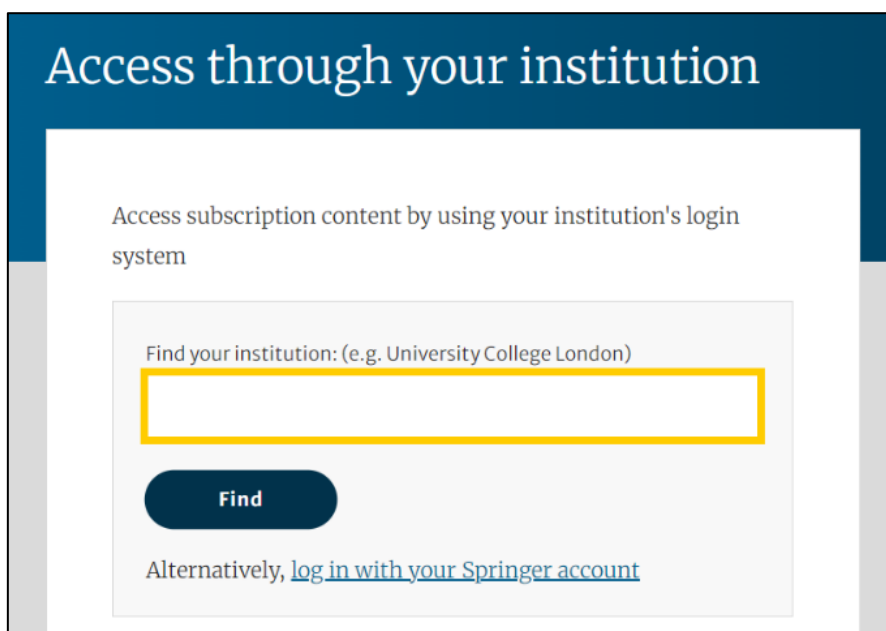 Access through your institution
Access subscription content by using your institution's login
system
Find your institution: (e.g. University College London)
Find
Alternatively, log in with your Springer account